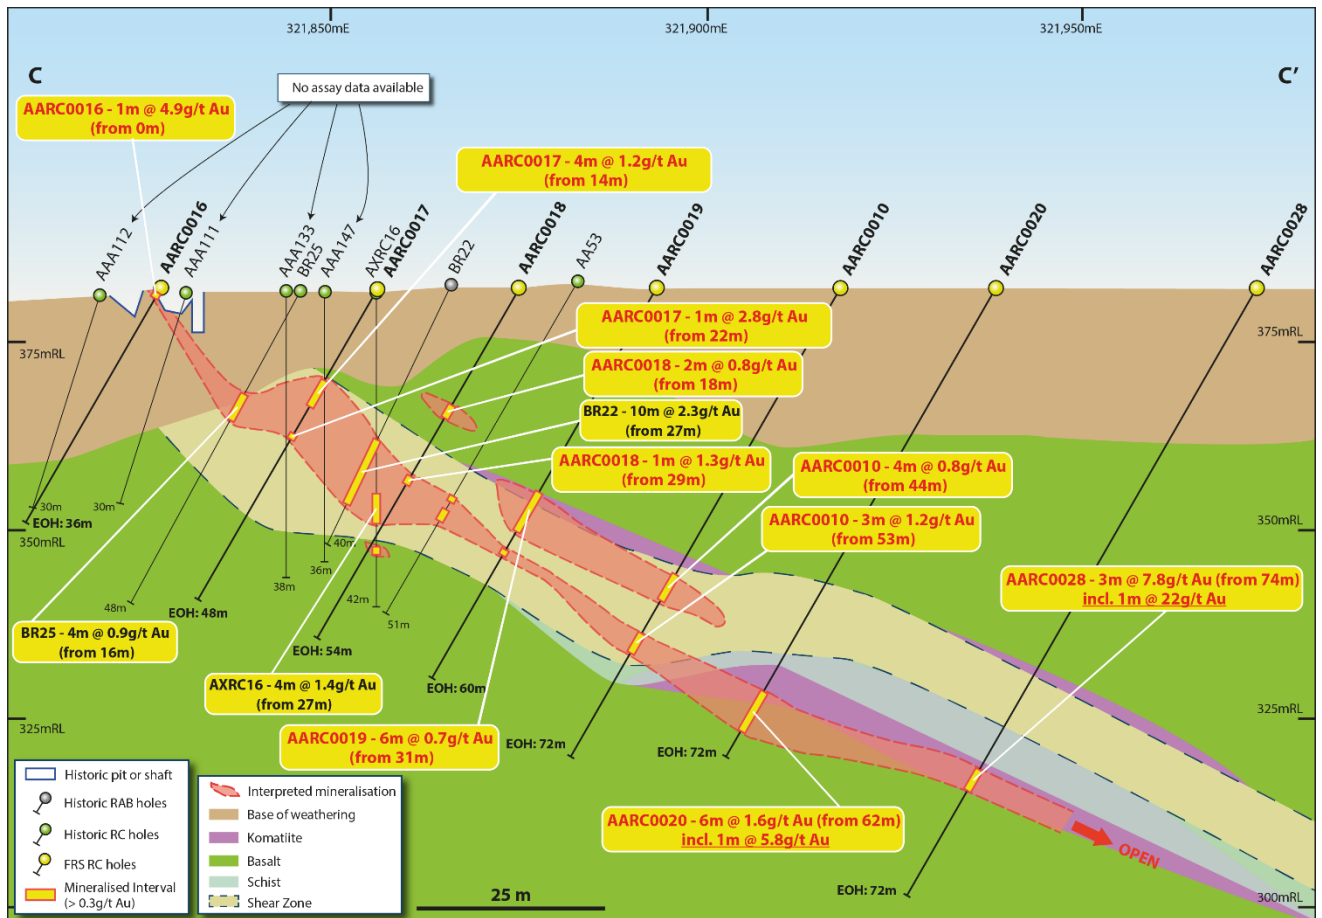 321,850mE
321,900mE
321,950mE
C
C’
No assay data available
AARC0016 - 1m @ 4.9g/t Au
(from 0m)
AARC0017 - 4m @ 1.2g/t Au
(from 14m)
AAA112
AARC0016
AAA111
AAA133
BR25
AAA147
AXRC16
AARC0017
BR22
AARC0018
AA53
AARC0019
AARC0010
AARC0020
AARC0028
375mRL
375mRL
AARC0017 - 1m @ 2.8g/t Au
(from 22m)
AARC0018 - 2m @ 0.8g/t Au
(from 18m)
BR22 - 10m @ 2.3g/t Au
(from 27m)
AARC0018 - 1m @ 1.3g/t Au
(from 29m)
AARC0010 - 4m @ 0.8g/t Au
(from 44m)
AARC0010 - 3m @ 1.2g/t Au
(from 53m)
AARC0028 - 3m @ 7.8g/t Au (from 74m)
incl. 1m @ 22g/t Au
30m
EOH: 36m
30m
350mRL
350mRL
40m
36m
38m
48m
EOH: 48m
42m
51m
EOH: 54m
EOH: 60m
BR25 - 4m @ 0.9g/t Au
(from 16m)
AXRC16 - 4m @ 1.4g/t Au
(from 27m)
AARC0019 - 6m @ 0.7g/t Au
(from 31m)
EOH: 72m
EOH: 72m
325mRL
325mRL
AARC0020 - 6m @ 1.6g/t Au (from 62m)
incl. 1m @ 5.8g/t Au
OPEN
EOH: 72m
300mRL
25 m
Historic pit or shaft
Historic RAB holes
Historic RC holes
FRS RC holes
Mineralised Interval
(> 0.3g/t Au)
Interpreted mineralisation
Base of weathering
Komatiite
Basalt
Schist
Shear Zone